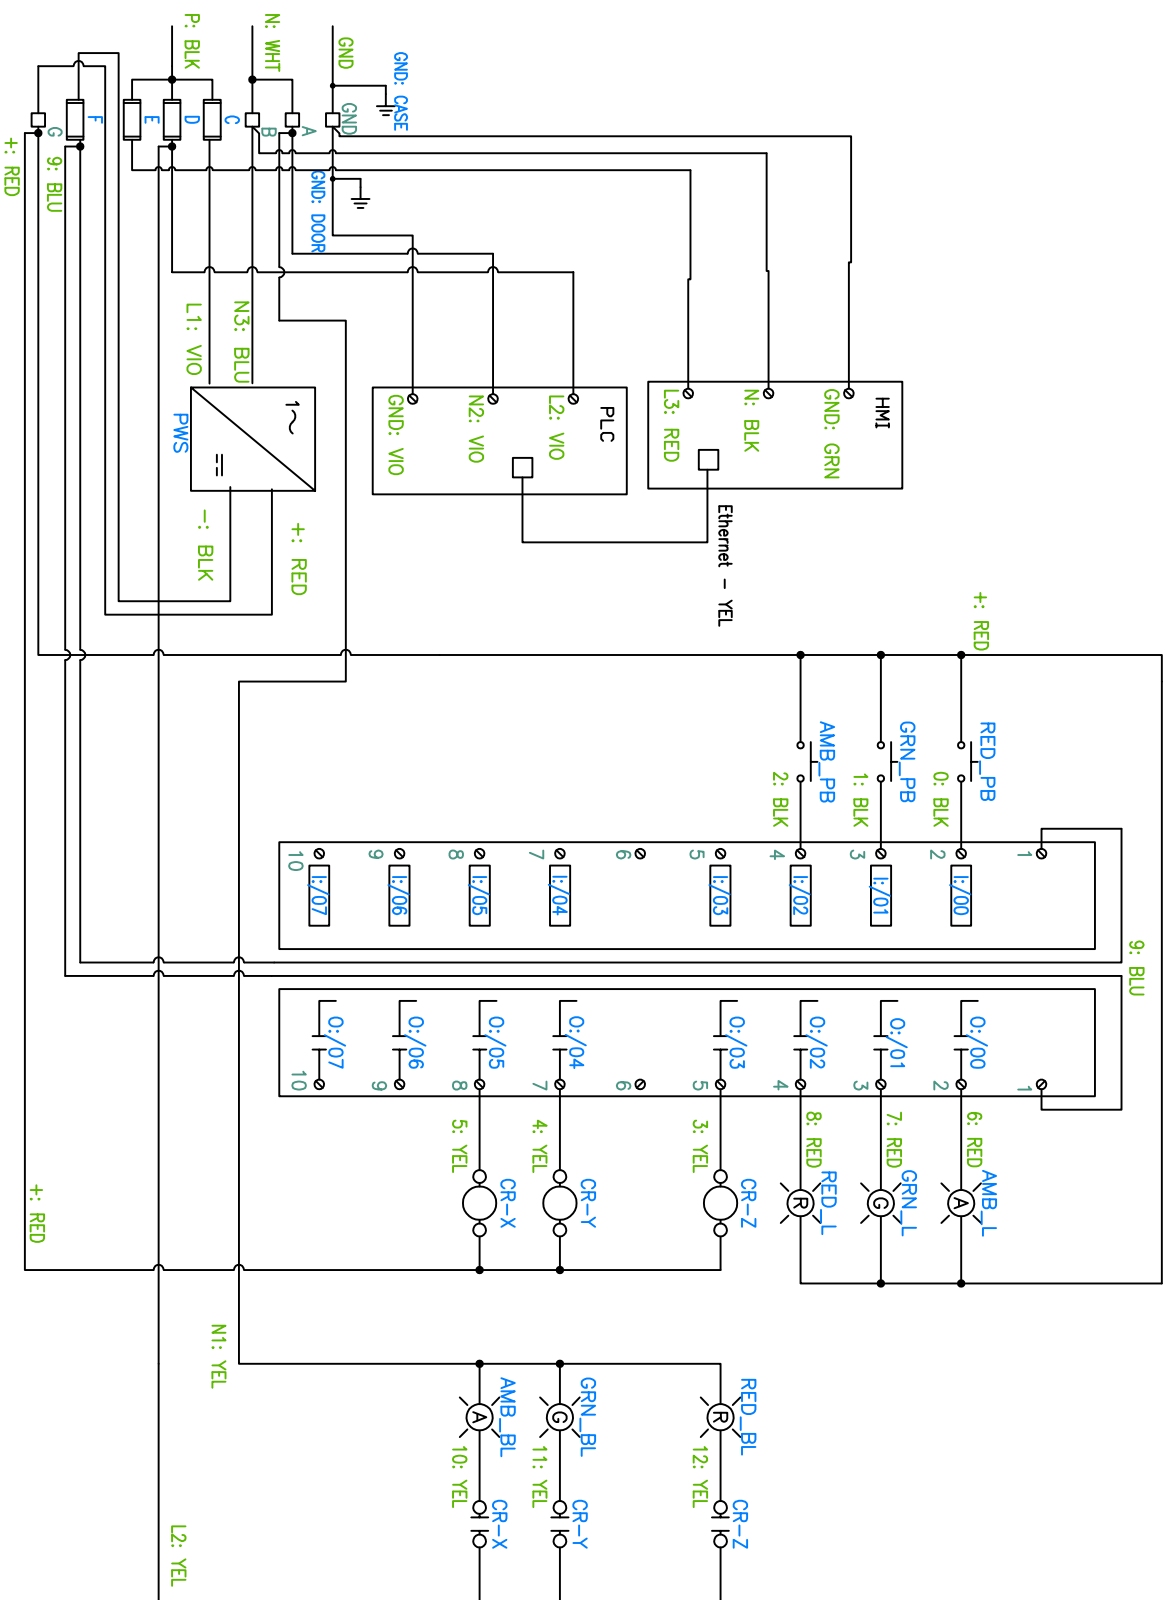 P: BLK
N: WHT
GND
GND: CASE
GND
A
B
C
D
E
F
G
+: RED
9: BLU
GND: DOOR
L1: VIO
N3: BLU
1~
PWS
-: BLK
+: RED
PLC
GND: VIO
N2: VIO
L2: VIO
HMI
L3: RED
N: BLK
GND: GRN
Ethernet - YEL
+: RED
RED_PB
GRN_PB
AMB_PB
0: BLK
1: BLK
2: BLK
1
2
3
4
5
6
7
8
9
10
I:/00
I:/01
I:/02
I:/03
I:/04
I:/05
I:/06
I:/07
9: BLU
O:/00
O:/01
O:/02
O:/03
O:/04
O:/05
O:/06
O:/07
1
2
3
4
5
6
7
8
9
10
6: RED
7: RED
8: RED
3: YEL
4: YEL
5: YEL
AMB_L
A
GRN_L
G
RED_L
R
CR-Z
CR-Y
CR-X
+: RED
N1: YEL
RED_BL
R
GRN_BL
G
AMB_BL
A
12: YEL
11: YEL
10: YEL
CR-Z
CR-Y
CR-X
L2: YEL